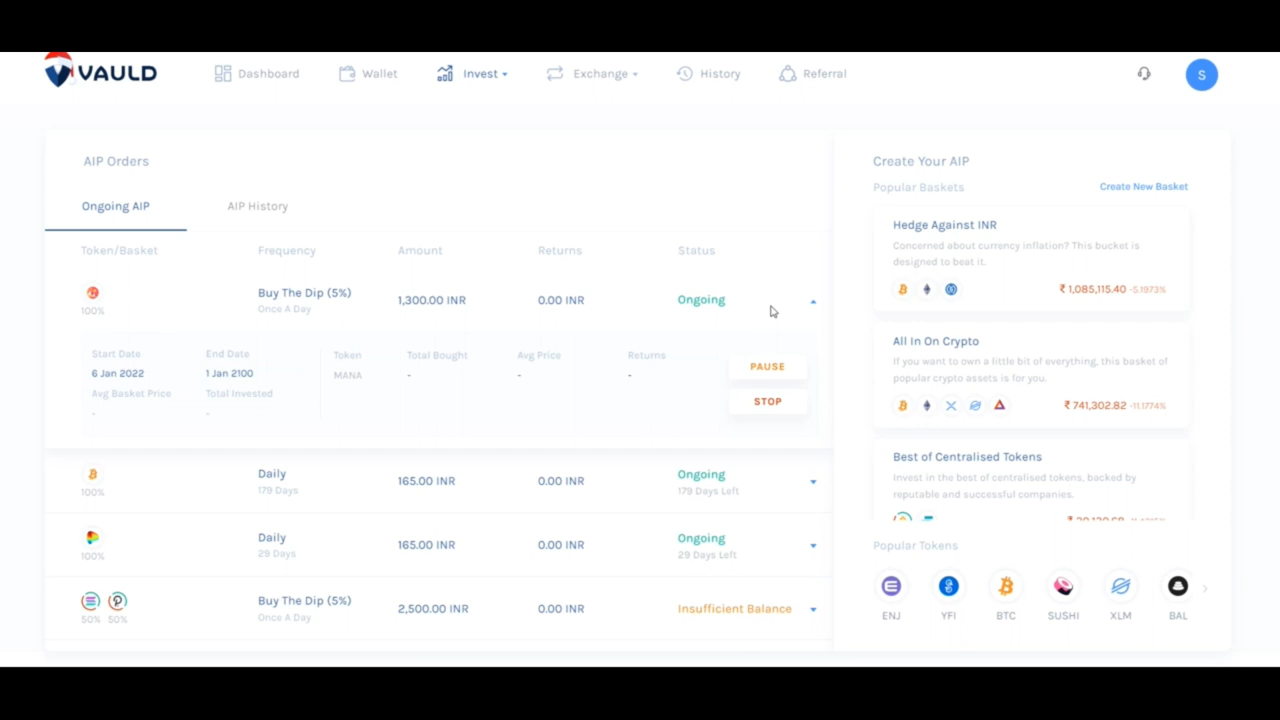 VAULD Dashboard Wallet Invest Exchange History Referral S
AIP Orders
Ongoing AIP AIP History
Token/Basket Frequency Amount Returns Status
Buy The Dip (5%) 1,300.00 INR 0.00 INR Ongoing
100% Once A Day
Start Date End Date Token Total Bought Avg Price Returns
6 Jan 2022 1 Jan 2100 MANA - - -
PAUSE
Avg Basket Price Total Invested
- -
STOP
Daily 165.00 INR 0.00 INR Ongoing
100% 179 Days 179 Days Left
Daily 165.00 INR 0.00 INR Ongoing
100% 29 Days 29 Days Left
Buy The Dip (5%) 2,500.00 INR 0.00 INR Insufficient Balance
50% 50% Once A Day
Create Your AIP
Popular Baskets Create New Basket
Hedge Against INR
Concerned about currency inflation? This bucket is
designed to beat it.
₹ 1,085,115.40 -5.1973%
All In On Crypto
If you want to own a little bit of everything, this basket of
popular crypto assets is for you.
₹ 741,302.82 -11.1774%
Best of Centralised Tokens
Invest in the best of centralised tokens, backed by
reputable and successful companies.
Popular Tokens
ENJ YFI BTC SUSHI XLM BAL